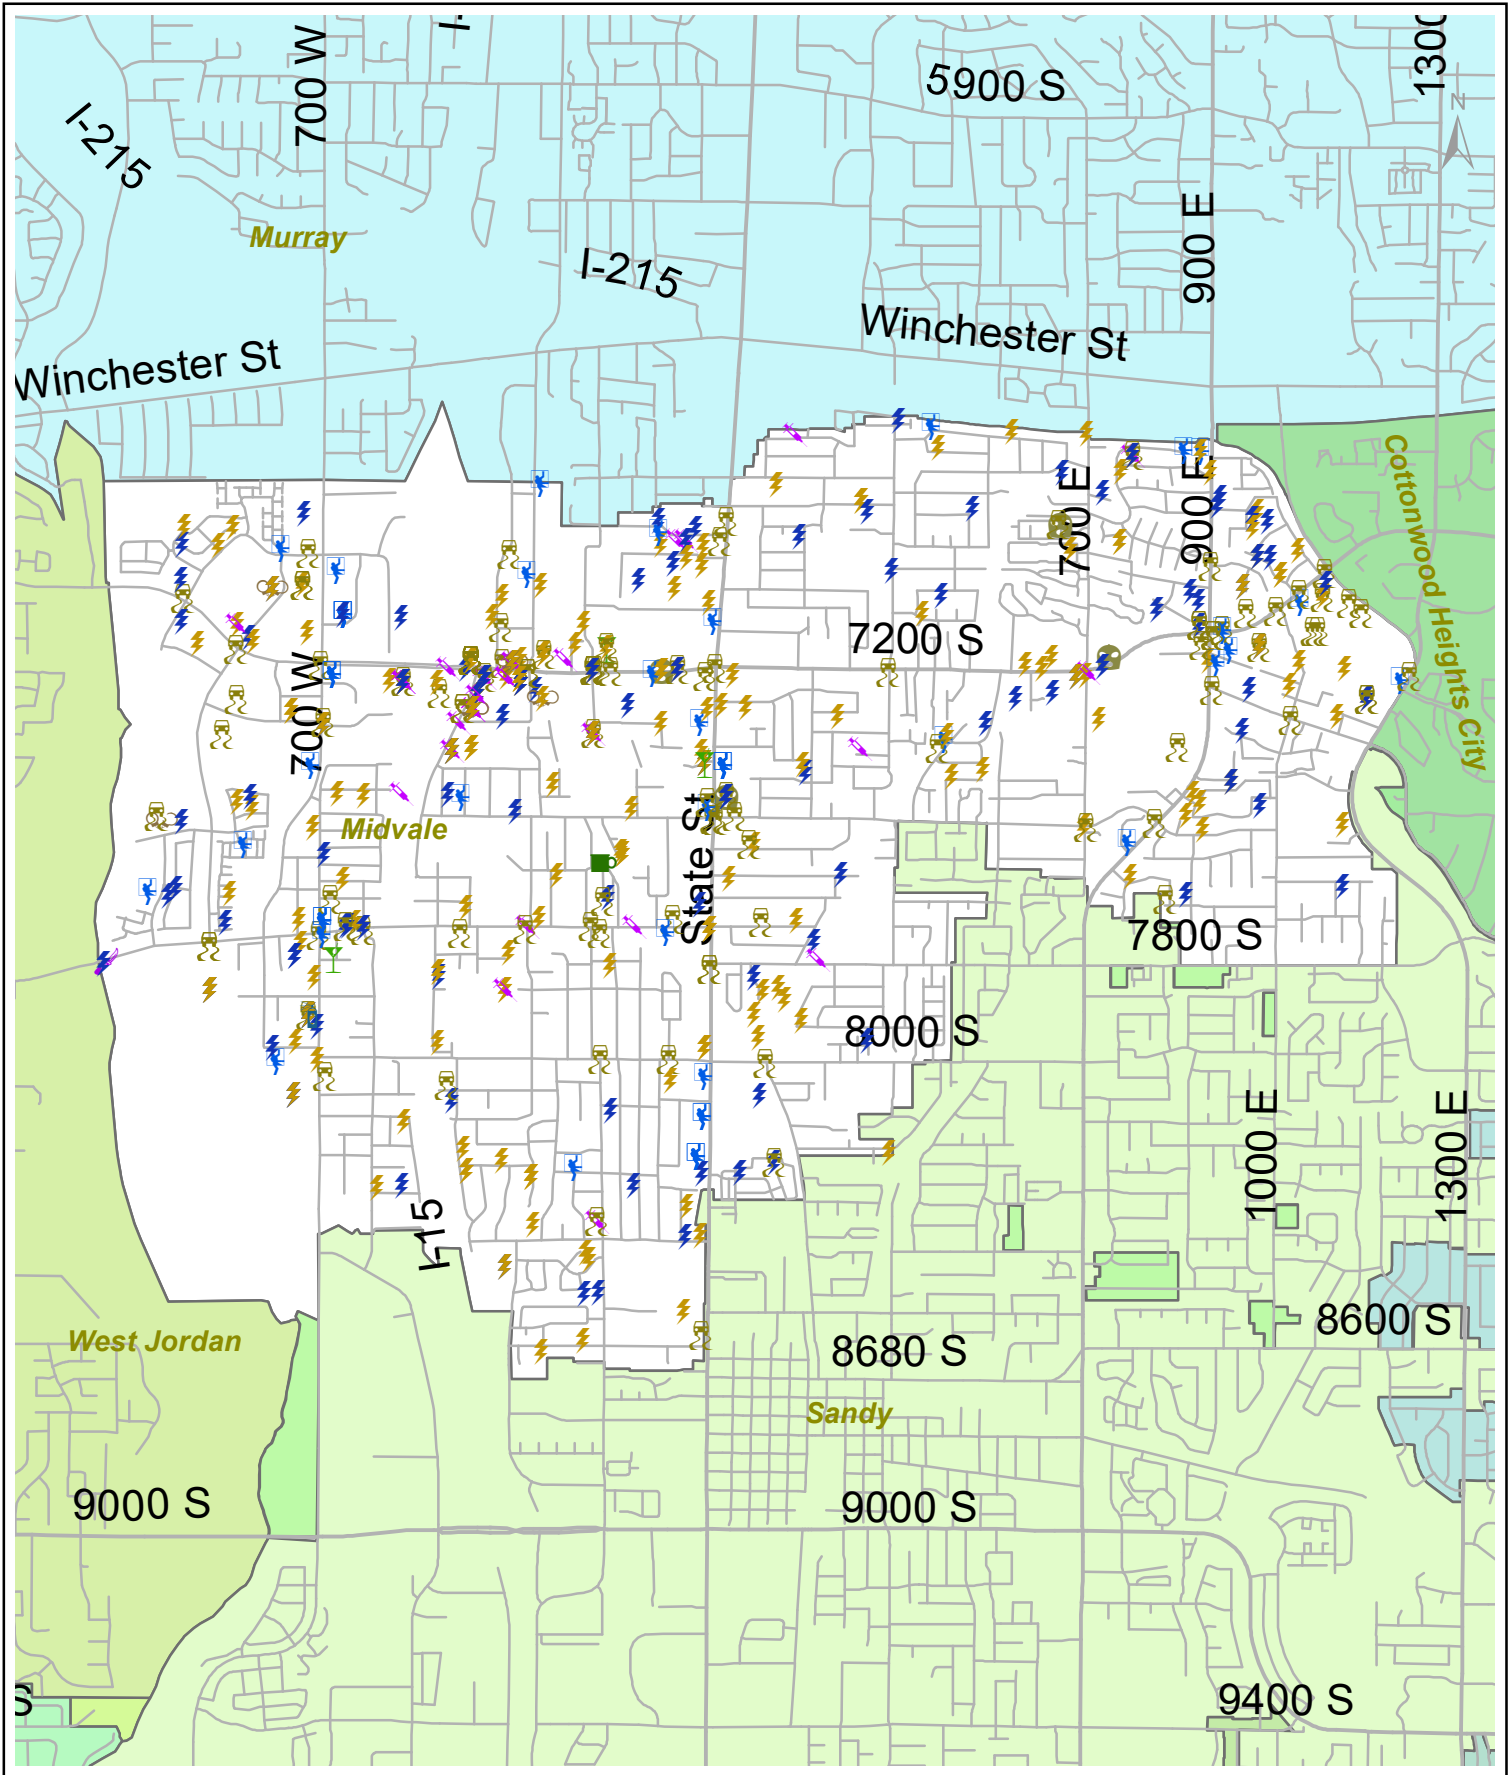 I-
700 W
1300
5900 S
N
I-215
900 E
Murray
I-215
Winchester St
Winchester St
Cottonwood Heights City
700 E
900 E
7200 S
700 W
Midvale
State St
7800 S
8000 S
1000 E
1300 E
I-15
8600 S
West Jordan
8680 S
Sandy
9000 S
9000 S
S
9400 S